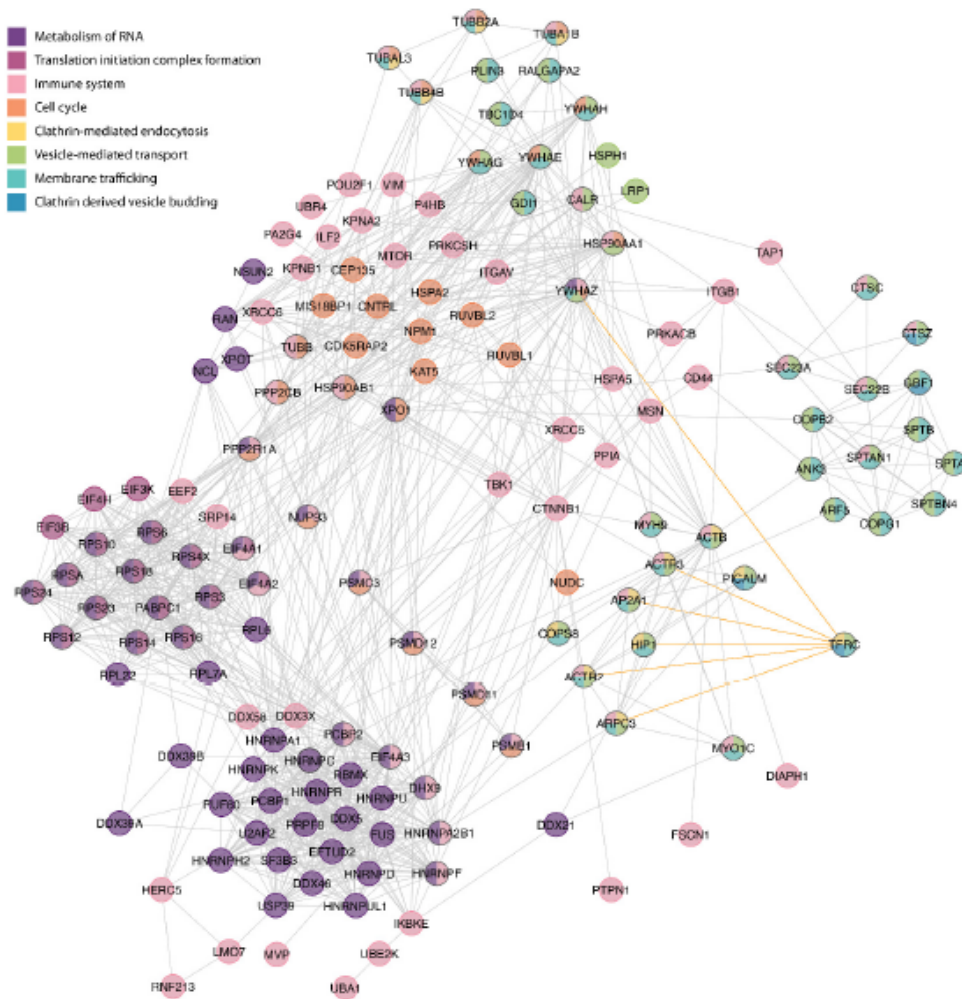 Metabolism of RNA
Translation initiation complex formation
Immune system
Cell cycle
Clathrin-mediated endocytosis
Vesicle-mediated transport
Membrane trafficking
Clathrin derived vesicle budding
TUBB2A
TUBA1B
TUBAL3
PLIN3
RALGAPA2
TUBB4B
TBC1D4
YWHAH
YWHAG
YWHAE
HSPH1
POU2F1
VIM
GDI1
CALR
LRP1
UBR4
KPNA2
P4HB
PA2G4
ILF2
MTOR
PRKCSH
HSP90AA1
TAP1
NSUN2
KPNB1
CEP135
ITGAV
CTSC
XRCC6
MIS18BP1
CNTRL
HSPA2
YWHAZ
ITGB1
RAN
NPM1
RUVBL2
PRKACB
CTSZ
XPOT
TUBB
CDK5RAP2
RUVBL1
SEC23A
NCL
KAT5
HSPA5
CD44
SEC22B
GBF1
PPP2CB
HSP90AB1
XPO1
MSN
COPB2
SPTB
PPP2R1A
XRCC5
PPIA
ANK3
SPTAN1
SPTA
EIF4H
EIF3K
EEF2
TBK1
CTNNB1
ARF5
SPTBN4
COPG1
EIF3B
SRP14
NUP93
MYH9
ACTB
RPS10
RPS6
EIF4A1
RPSA
RPS18
RPS4X
ACTR3
PICALM
RPS24
EIF4A2
PSMC3
NUDC
RPS23
PABPC1
RPS3
AP2A1
RPS12
RPS14
RPS16
RPL6
PSMD12
COPS8
HIP1
TFRC
RPL22
RPL7A
ACTR2
DDX58
DDX3X
PSMD11
ARPC3
HNRNPA1
PCBP2
PSMB1
MYO1C
DDX39B
HNRNPC
EIF4A3
HNRNPK
RBMX
DHX9
DIAPH1
PUF60
PCBP1
HNRNPR
HNRNPU
DDX39A
U2AF2
PRPF8
DDX5
FUS
HNRNPA2B1
DDX21
FSCN1
HNRNPH2
SF3B3
EFTUD2
HNRNPD
HNRNPF
HERC5
DDX46
PTPN1
USP39
HNRNPUL1
IKBKE
LMO7
MVP
UBE2K
RNF213
UBA1